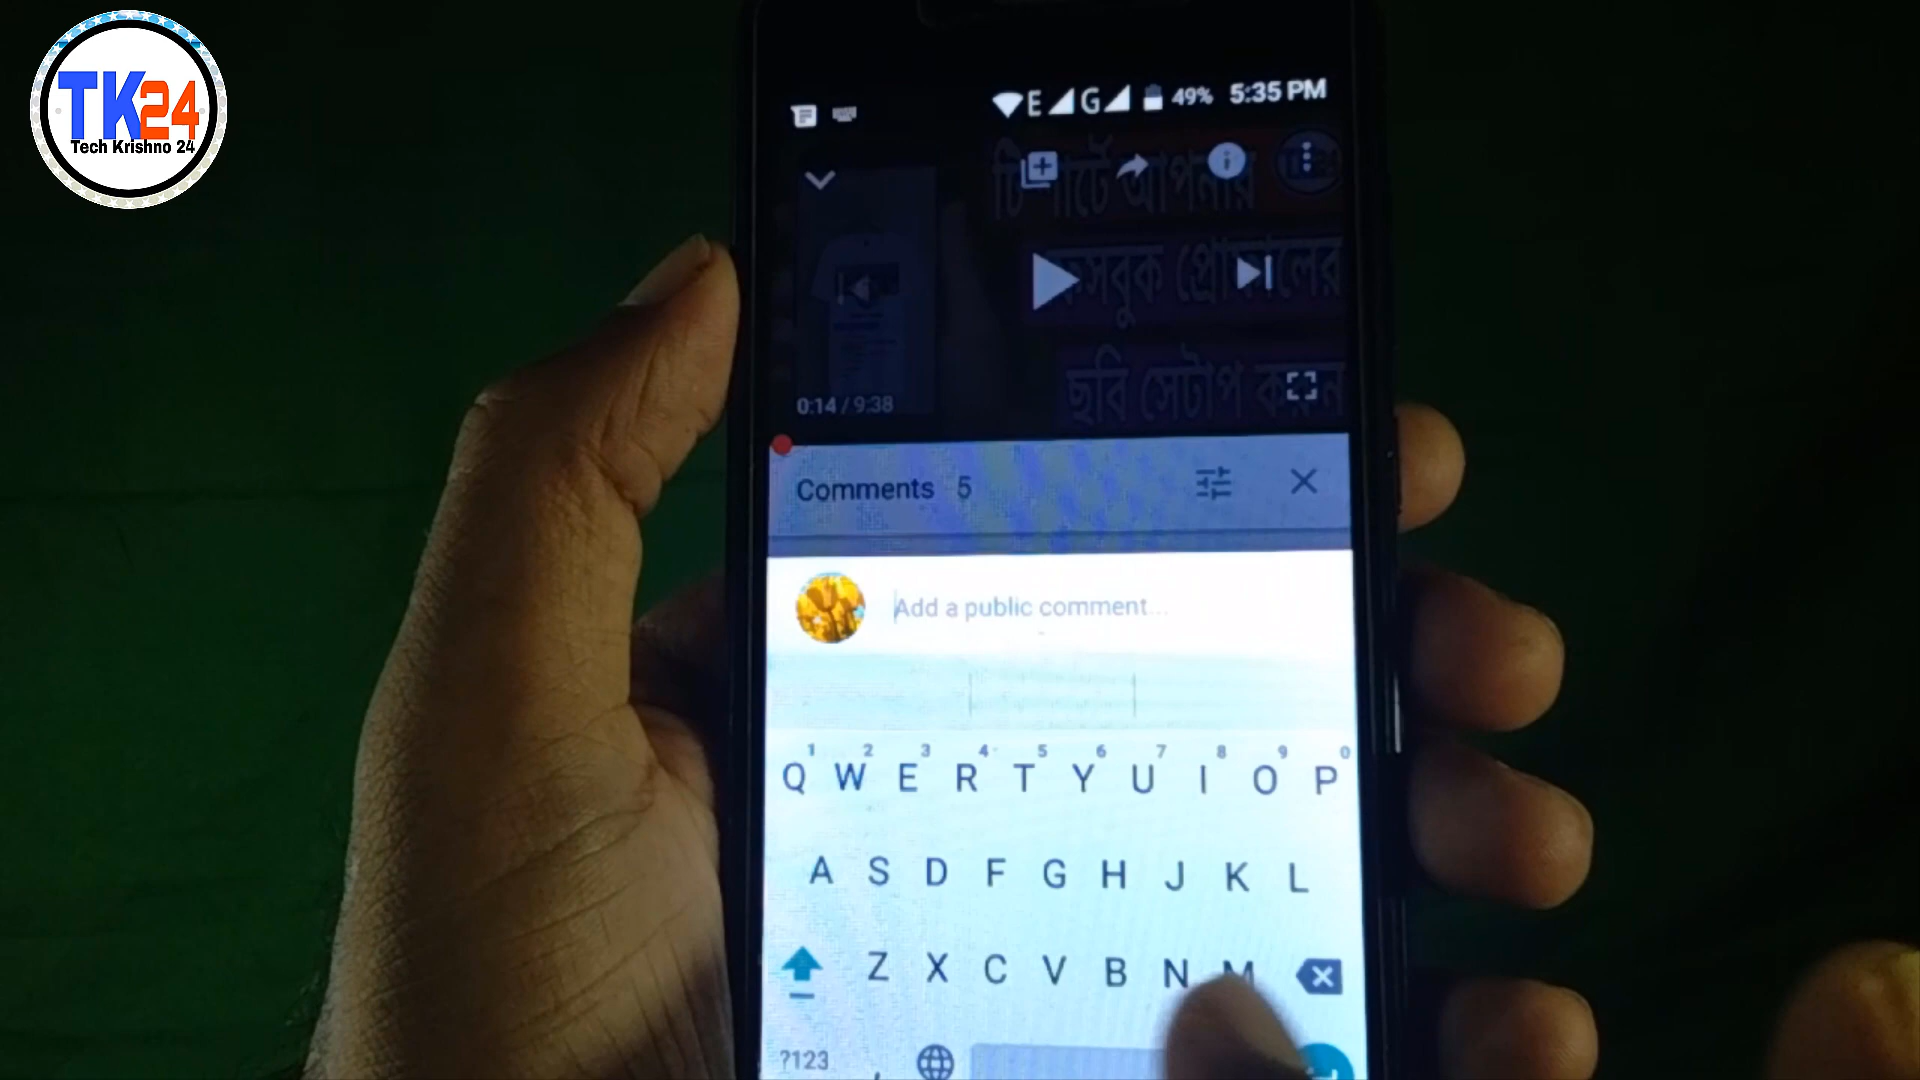 TK24
Tech Krishno 24
E G 49% 5:35 PM
আপনার
ছবি সেটাপ করুন
0:14 / 9:38
Comments 5
Add a public comment...
1 2 3 4 5 6 7 8 9 0
Q W E R T Y U I O P
A S D F G H J K L
Z X C V B N M
?123 ,